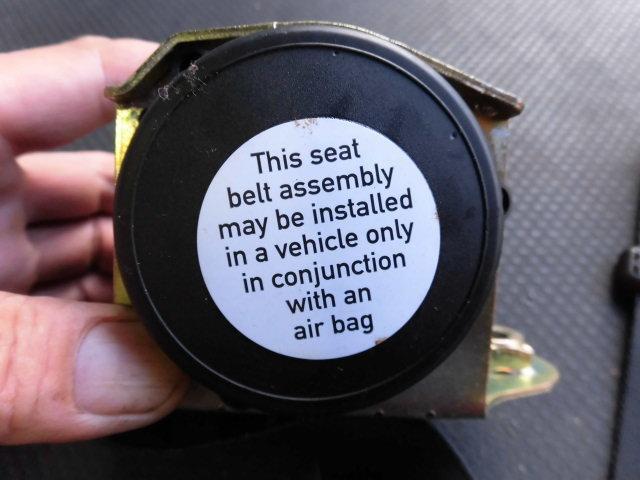 This seat
belt assembly
may be installed
in a vehicle only
in conjunction
with an
air bag